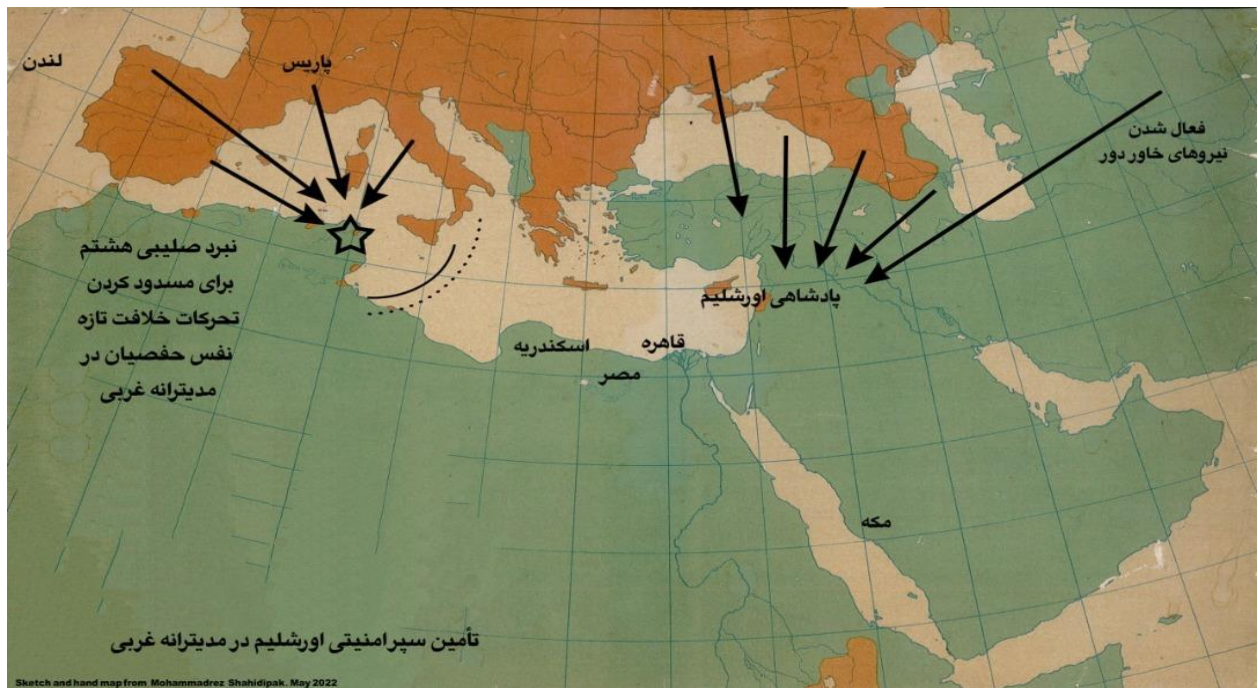 لندن
پاریس
فعال شدن
نیروهای خاور دور
نبرد صلیبی هشتم
برای مسدود کردن
تحرکات خلافت تازه
نفس حفصیان در
مدیترانه غربی
پادشاهی اورشلیم
اسکندریه
قاهره
مصر
مکه
تأمین سپر امنیتی اورشلیم در مدیترانه غربی
Sketch and hand map from Mohammadrez Shahidipak. May 2022